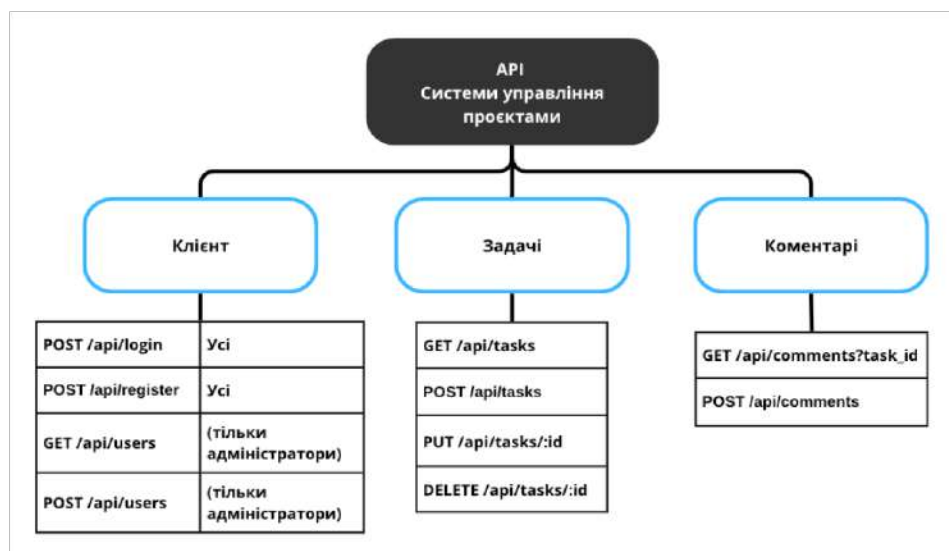 API
Системи управління
проєктами
Клієнт
Задачі
Коментарі
POST /api/login
Усі
POST /api/register
Усі
GET /api/users
(тільки
адміністратори)
POST /api/users
(тільки
адміністратори)
GET /api/tasks
POST /api/tasks
PUT /api/tasks/:id
DELETE /api/tasks/:id
GET /api/comments?task_id
POST /api/comments